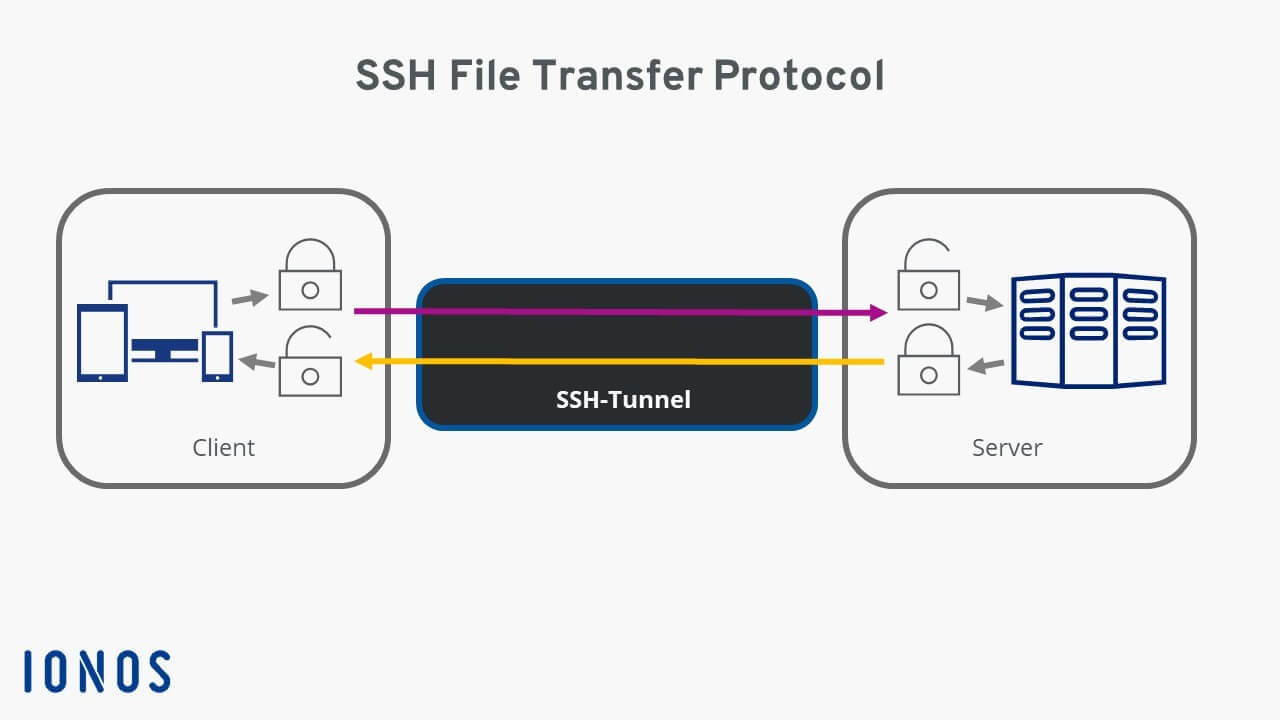 SSH File Transfer Protocol
SSH-Tunnel
Client
Server
IONOS